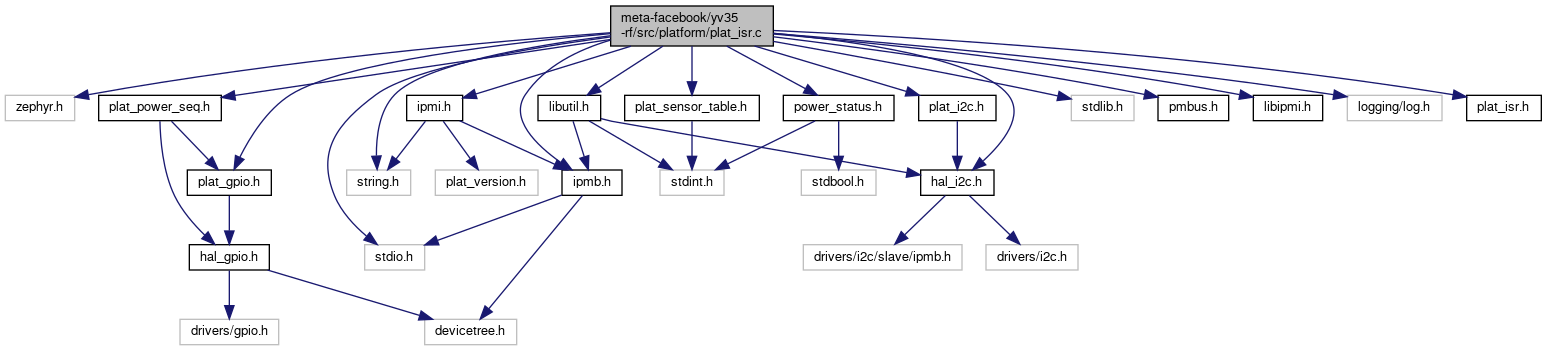 meta-facebook/yv35
-rf/src/platform/plat_isr.c
zephyr.h
plat_power_seq.h
ipmi.h
libutil.h
plat_sensor_table.h
power_status.h
plat_i2c.h
stdlib.h
pmbus.h
libipmi.h
logging/log.h
plat_isr.h
plat_gpio.h
string.h
plat_version.h
ipmb.h
stdint.h
stdbool.h
hal_i2c.h
hal_gpio.h
stdio.h
drivers/i2c/slave/ipmb.h
drivers/i2c.h
drivers/gpio.h
devicetree.h